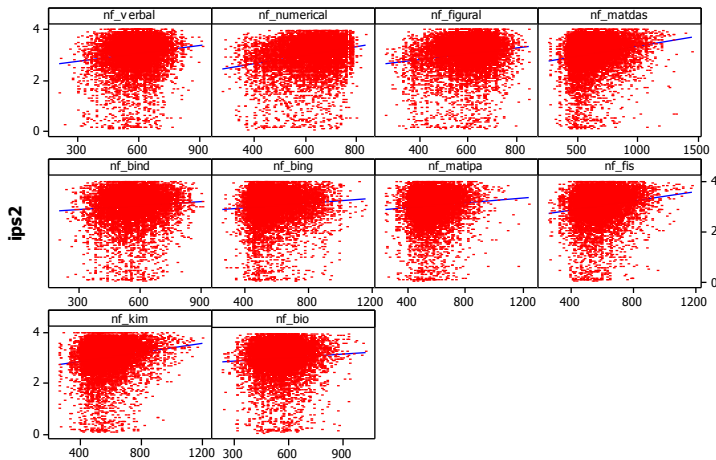 nf_verbal nf_numerical nf_figural nf_matdas
4
2
0
300 600 900 400 600 800 400 600 800 500 1000 1500
nf_bind nf_bing nf_matipa nf_fis
ips2
4
2
0
300 600 900 400 800 1200 400 800 1200 400 800 1200
nf_kim nf_bio
4
2
0
400 800 1200 300 600 900